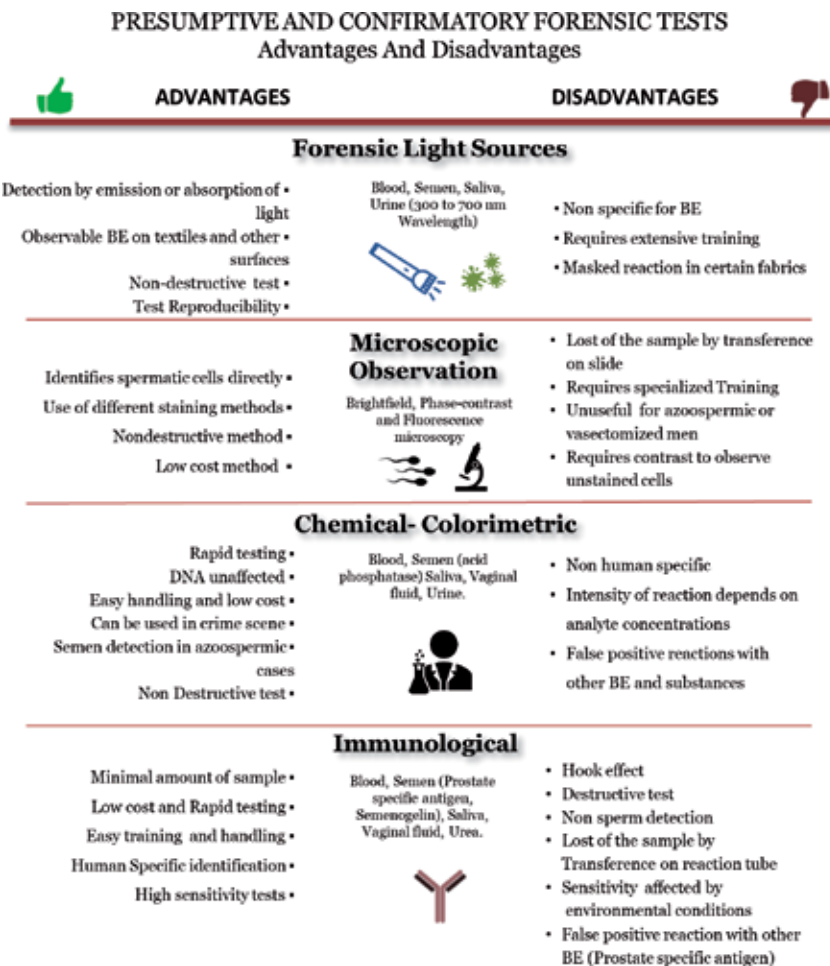 PRESUMPTIVE AND CONFIRMATORY FORENSIC TESTS
Advantages And Disadvantages
ADVANTAGES
DISADVANTAGES
Forensic Light Sources
Detection by emission or absorption of •
light
Observable BE on textiles and other •
surfaces
Non-destructive test •
Test Reproducibility •
Blood, Semen, Saliva,
Urine (300 to 700 nm
Wavelength)
• Non specific for BE
• Requires extensive training
• Masked reaction in certain fabrics
Microscopic
Observation
Identifies spermatic cells directly •
Use of different staining methods •
Nondestructive method •
Low cost method •
Brightfield, Phase-contrast
and Fluorescence
microscopy
• Lost of the sample by transference
on slide
• Requires specialized Training
• Unuseful for azoospermic or
vasectomized men
• Requires contrast to observe
unstained cells
Chemical- Colorimetric
Rapid testing •
DNA unaffected •
Easy handling and low cost •
Can be used in crime scene •
Semen detection in azoospermic •
cases
Non Destructive test •
Blood, Semen (acid
phosphatase) Saliva, Vaginal
fluid, Urine.
• Non human specific
• Intensity of reaction depends on
analyte concentrations
• False positive reactions with
other BE and substances
Immunological
Minimal amount of sample •
Low cost and Rapid testing •
Easy training and handling •
Human Specific identification •
High sensitivity tests •
Blood, Semen (Prostate
specific antigen,
Semenogelin), Saliva,
Vaginal fluid, Urea.
• Hook effect
• Destructive test
• Non sperm detection
• Lost of the sample by
Transference on reaction tube
• Sensitivity affected by
environmental conditions
• False positive reaction with other
BE (Prostate specific antigen)